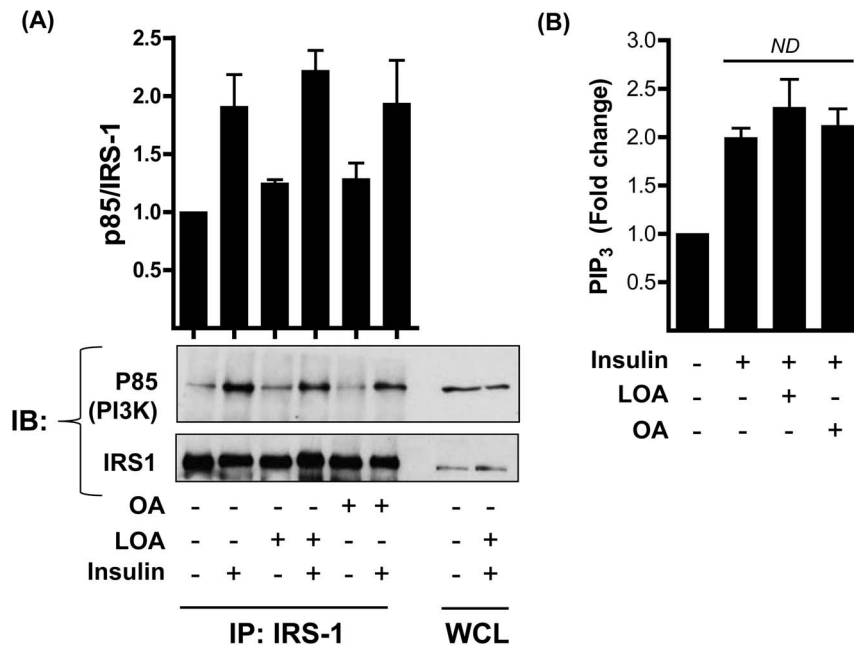 (A)
2.5
2.0
1.5
1.0
0.5
p85/IRS-1
IB:
P85
(PI3K)
IRS1
OA - - - - + + - -
LOA - - + + - - - +
Insulin - + - + - + - +
IP: IRS-1 WCL
(B)
ND
3.0
2.5
2.0
1.5
1.0
0.5
PIP3 (Fold change)
Insulin - + + +
LOA - - + -
OA - - - +